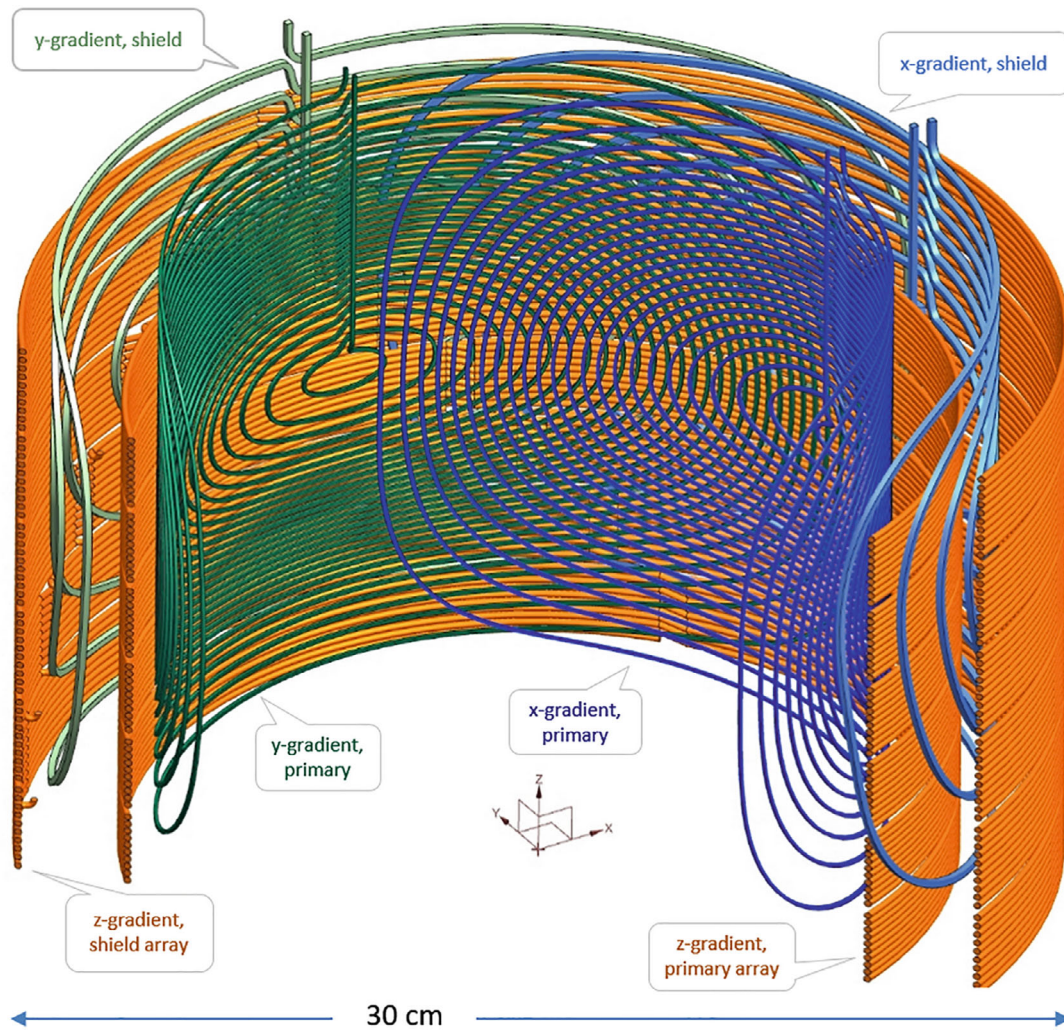 y-gradient, shield
x-gradient, shield
y-gradient,
primary
x-gradient,
primary
Z
Y
X
z-gradient,
shield array
z-gradient,
primary array
30 cm